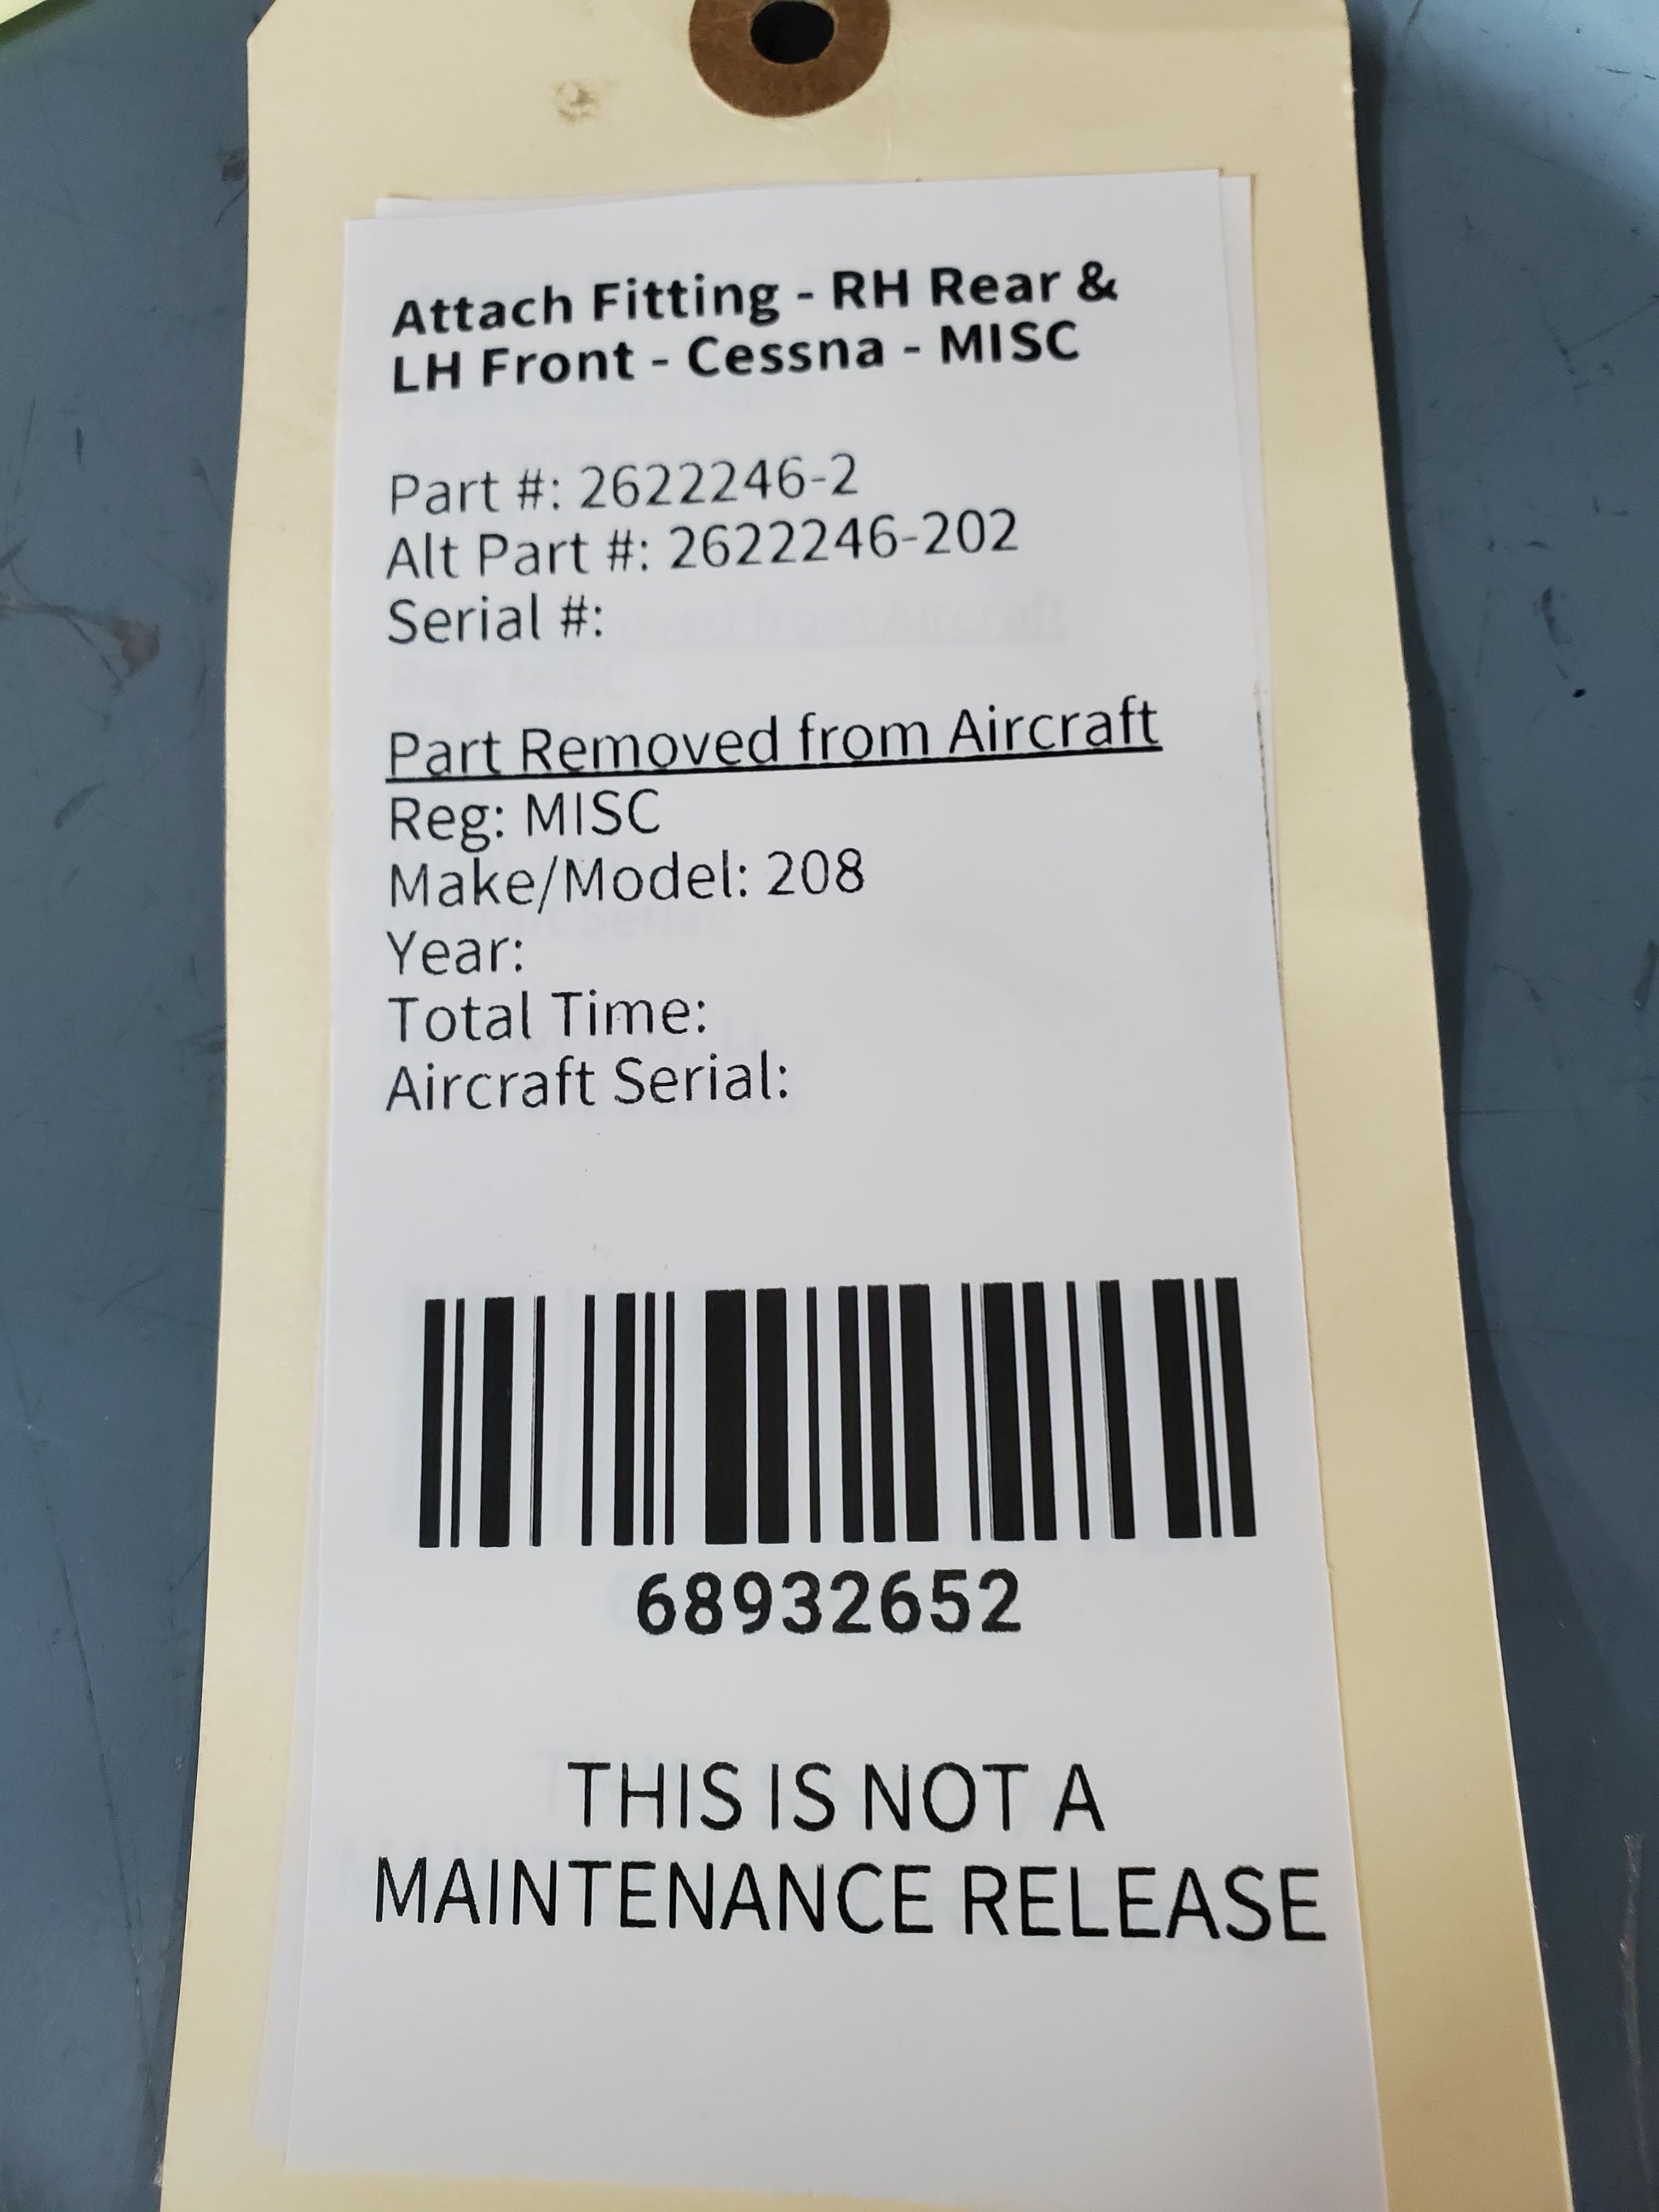 Attach Fitting - RH Rear &
LH Front - Cessna - MISC
Part #: 2622246-2
Alt Part #: 2622246-202
Serial #:
Part Removed from Aircraft
Reg: MISC
Make/Model: 208
Year:
Total Time:
Aircraft Serial:
68932652
THIS IS NOT A
MAINTENANCE RELEASE